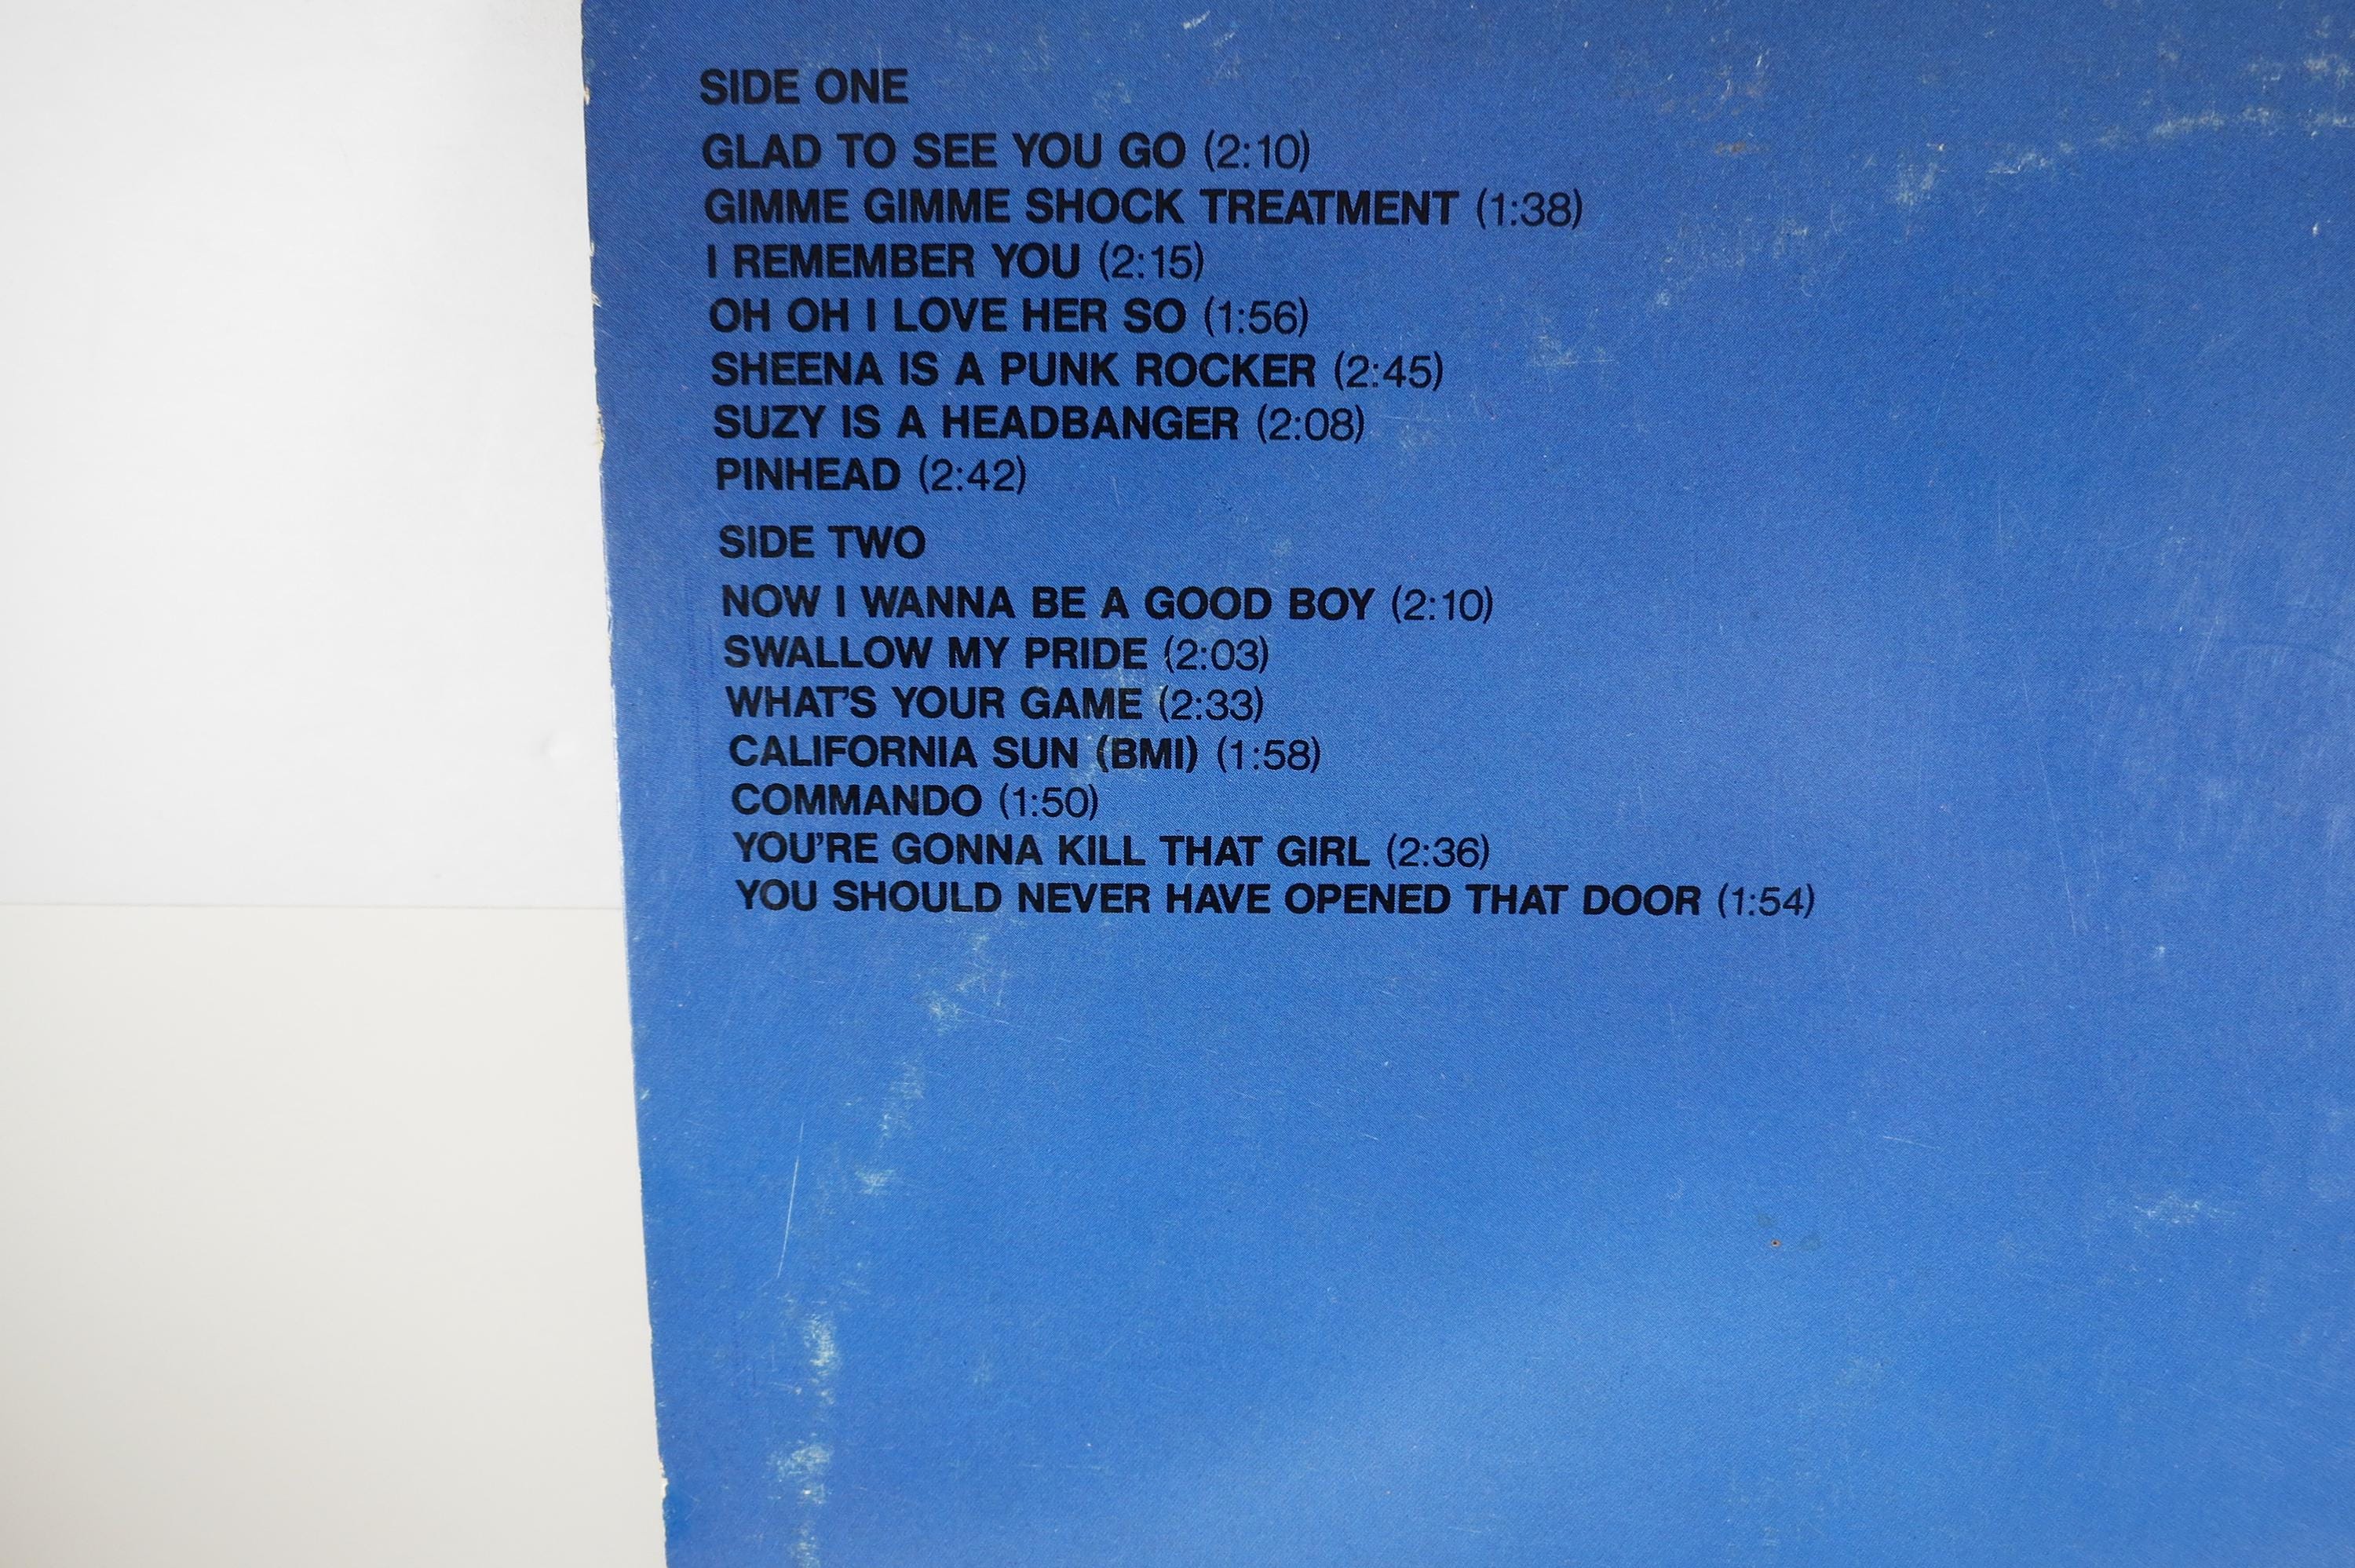 SIDE ONE
GLAD TO SEE YOU GO (2:10)
GIMME GIMME SHOCK TREATMENT (1:38)
I REMEMBER YOU (2:15)
OH OH I LOVE HER SO (1:56)
SHEENA IS A PUNK ROCKER (2:45)
SUZY IS A HEADBANGER (2:08)
PINHEAD (2:42)
SIDE TWO
NOW I WANNA BE A GOOD BOY (2:10)
SWALLOW MY PRIDE (2:03)
WHAT'S YOUR GAME (2:33)
CALIFORNIA SUN (BMI) (1:58)
COMMANDO (1:50)
YOU'RE GONNA KILL THAT GIRL (2:36)
YOU SHOULD NEVER HAVE OPENED THAT DOOR (1:54)